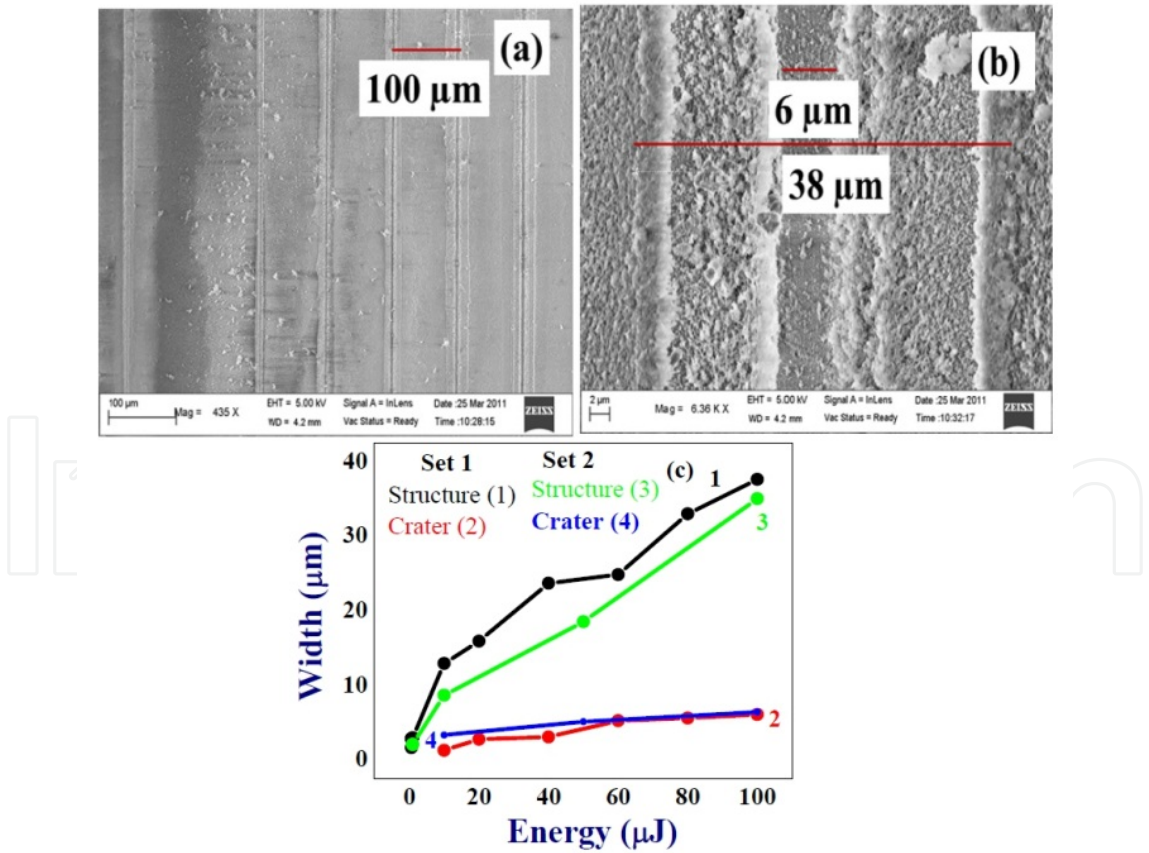 (a)
100 µm
100 µm
Mag = 435 X
EHT = 5.00 kV
WD = 4.2 mm
Signal A = InLens
Vac Status = Ready
Date :25 Mar 2011
Time :10:28:15
ZEISS
(b)
6 µm
38 µm
2 µm
Mag = 6.36 K X
EHT = 5.00 kV
WD = 4.2 mm
Signal A = InLens
Vac Status = Ready
Date :25 Mar 2011
Time :10:32:17
ZEISS
(c)
Set 1
Structure (1)
Crater (2)
Set 2
Structure (3)
Crater (4)
1
3
4
2
Width (µm)
40
30
20
10
0
0 20 40 60 80 100
Energy (µJ)